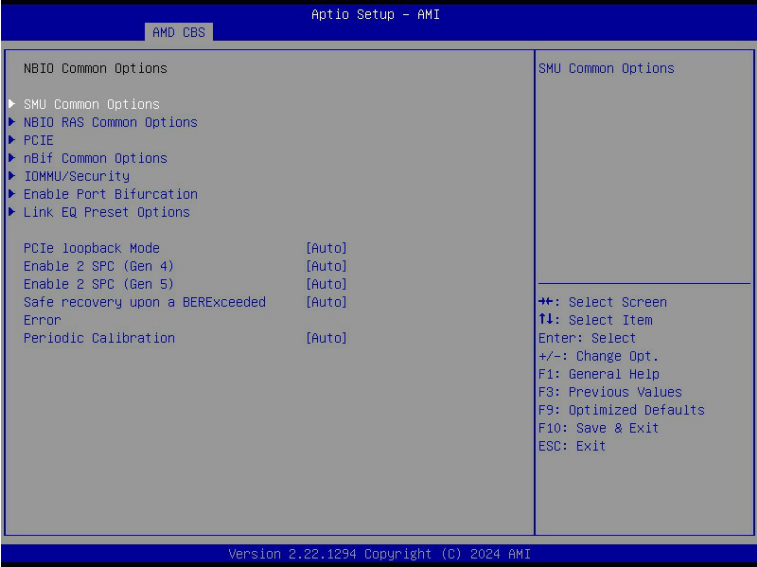 Aptio Setup – AMI
AMD CBS
NBIO Common Options
SMU Common Options
NBIO RAS Common Options
PCIE
nBif Common Options
IOMMU/Security
Enable Port Bifurcation
Link EQ Preset Options
PCIe loopback Mode [Auto]
Enable 2 SPC (Gen 4) [Auto]
Enable 2 SPC (Gen 5) [Auto]
Safe recovery upon a BERExceeded [Auto]
Error
Periodic Calibration [Auto]
SMU Common Options
→←: Select Screen
↑↓: Select Item
Enter: Select
+/-: Change Opt.
F1: General Help
F3: Previous Values
F9: Optimized Defaults
F10: Save & Exit
ESC: Exit
Version 2.22.1294 Copyright (C) 2024 AMI